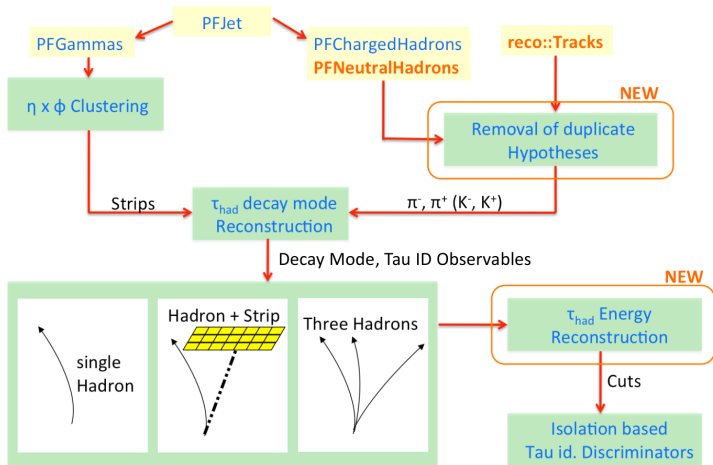 PFJet
PFGammas
PFChargedHadrons
PFNeutralHadrons
reco::Tracks
NEW
η x ϕ Clustering
Removal of duplicate
Hypotheses
Strips
τhad decay mode
Reconstruction
π-, π+ (K-, K+)
Decay Mode, Tau ID Observables
NEW
single
Hadron
Hadron + Strip
Three Hadrons
τhad Energy
Reconstruction
Cuts
Isolation based
Tau id. Discriminators